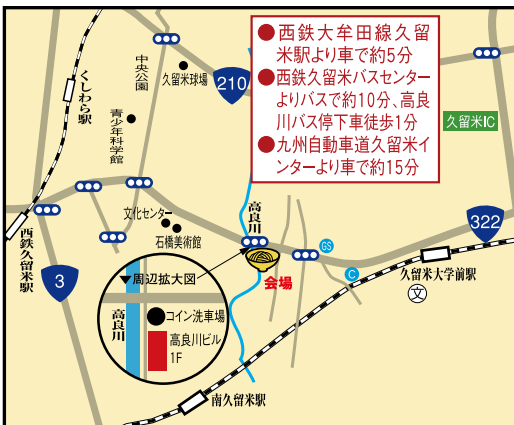 ●西鉄大牟田線久留
米駅より車で約5分
●西鉄久留米バスセンター
よりバスで約10分、高良
川バス停下車徒歩1分
●九州自動車道久留米イ
ンターより車で約15分
中央公園
久留米球場
210
くしわら駅
青少年科学館
久留米IC
文化センター
石橋美術館
高良川
322
西鉄久留米駅
3
GS
C
久留米大学前駅
文
会場
▼周辺拡大図
高良川
コイン洗車場
高良川ビル
1F
南久留米駅